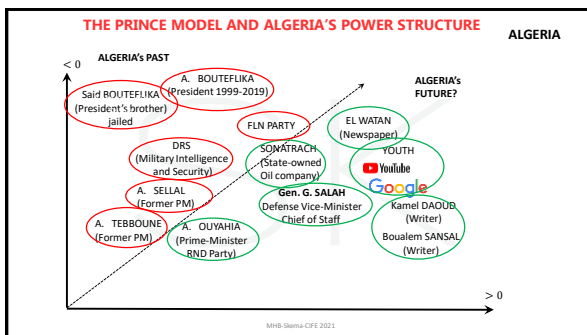 THE PRINCE MODEL AND ALGERIA'S POWER STRUCTURE
ALGERIA
ALGERIA's PAST
< 0
A. BOUTEFLIKA
(President 1999-2019)
Said BOUTEFLIKA
(President's brother)
jailed
ALGERIA's
FUTURE?
FLN PARTY
EL WATAN
(Newspaper)
DRS
(Military Intelligence
and Security)
SONATRACH
(State-owned
Oil company)
YOUTH
YouTube
Google
A. SELLAL
(Former PM)
Gen. G. SALAH
Defense Vice-Minister
Chief of Staff
Kamel DAOUD
(Writer)
Boualem SANSAL
(Writer)
A. TEBBOUNE
(Former PM)
A. OUYAHIA
(Prime-Minister
RND Party)
> 0
MHB-Skema-CIFE 2021